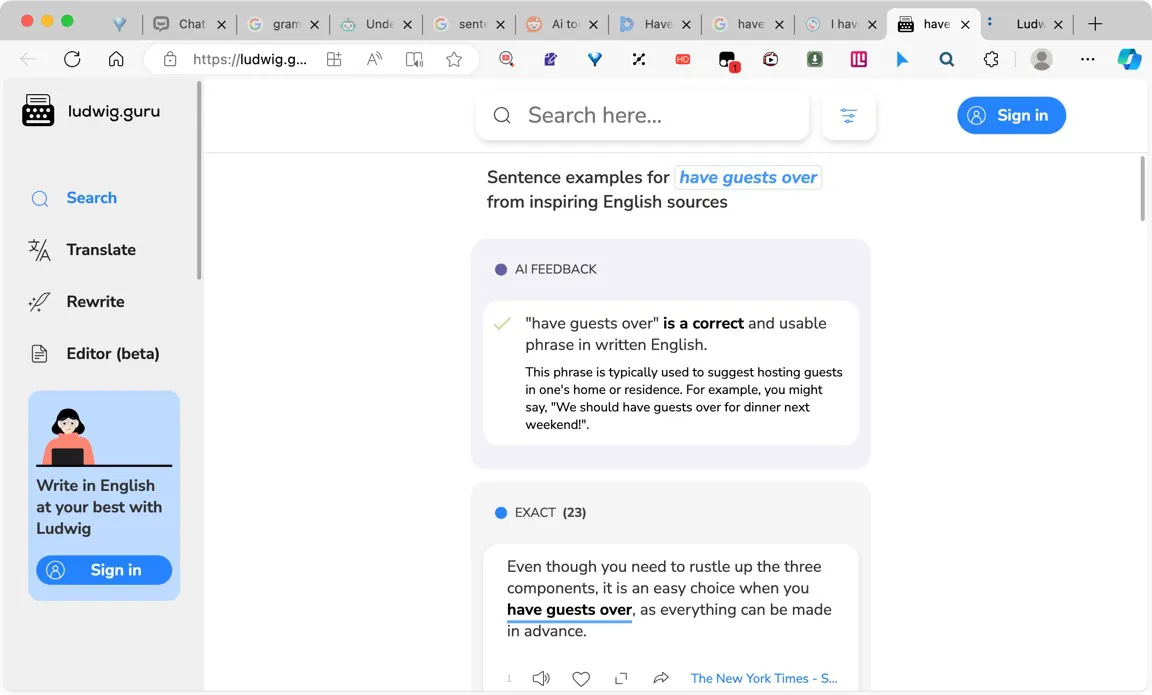 Chat
gram
Unde
sente
Ai too
Have
have
I hav
have
Ludw
https://ludwig.g...
HD
1
ludwig.guru
Search here...
Sign in
Search
Translate
Rewrite
Editor (beta)
Write in English
at your best with
Ludwig
Sign in
Sentence examples for have guests over
from inspiring English sources
AI FEEDBACK
"have guests over" is a correct and usable
phrase in written English.
This phrase is typically used to suggest hosting guests
in one's home or residence. For example, you might
say, "We should have guests over for dinner next
weekend!".
EXACT (23)
Even though you need to rustle up the three
components, it is an easy choice when you
have guests over, as everything can be made
in advance.
1
The New York Times - S...